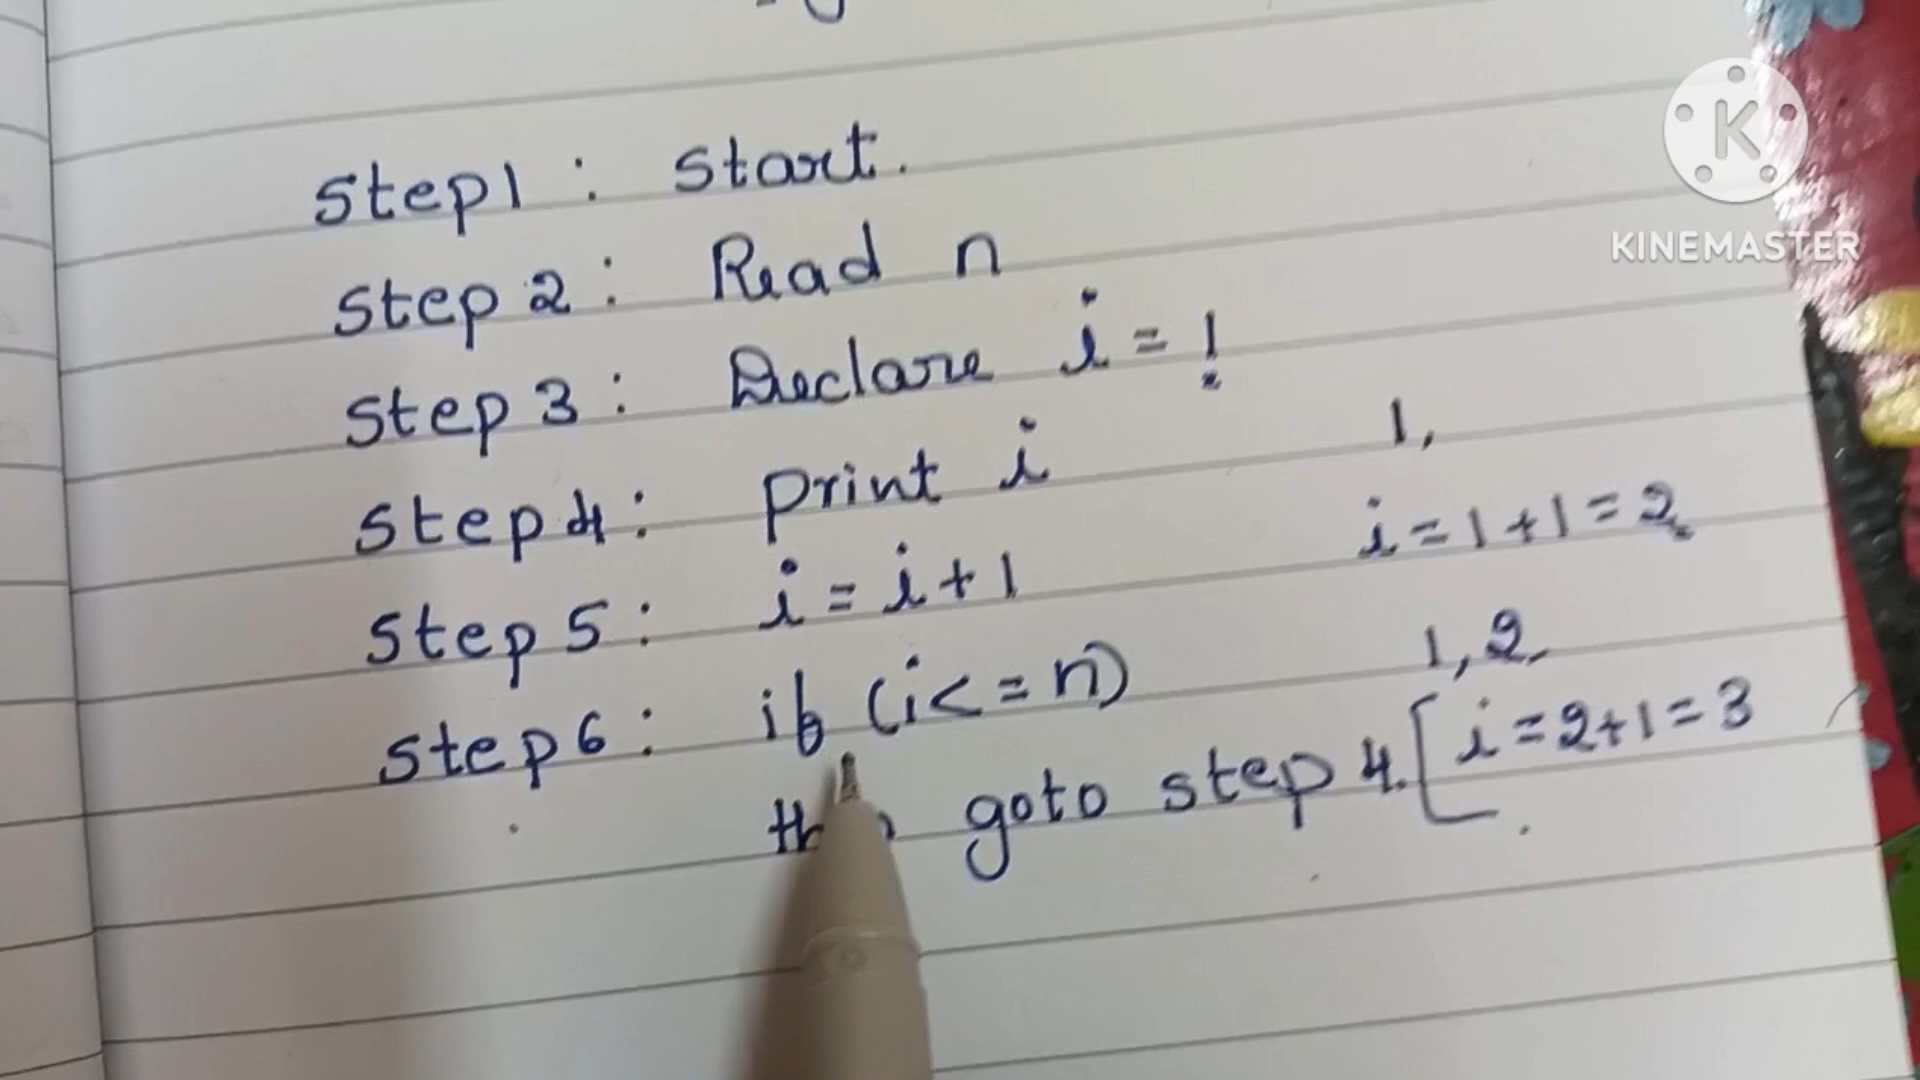 Step1 : Start.
Step 2 : Read n
Step 3 : Declare i = 1
Step 4 : print i
1,
Step 5 : i = i + 1
i = 1 + 1 = 2
Step 6 : if (i <= n)
1, 2,
then goto step 4.
[ i = 2 + 1 = 3
K
KINEMASTER